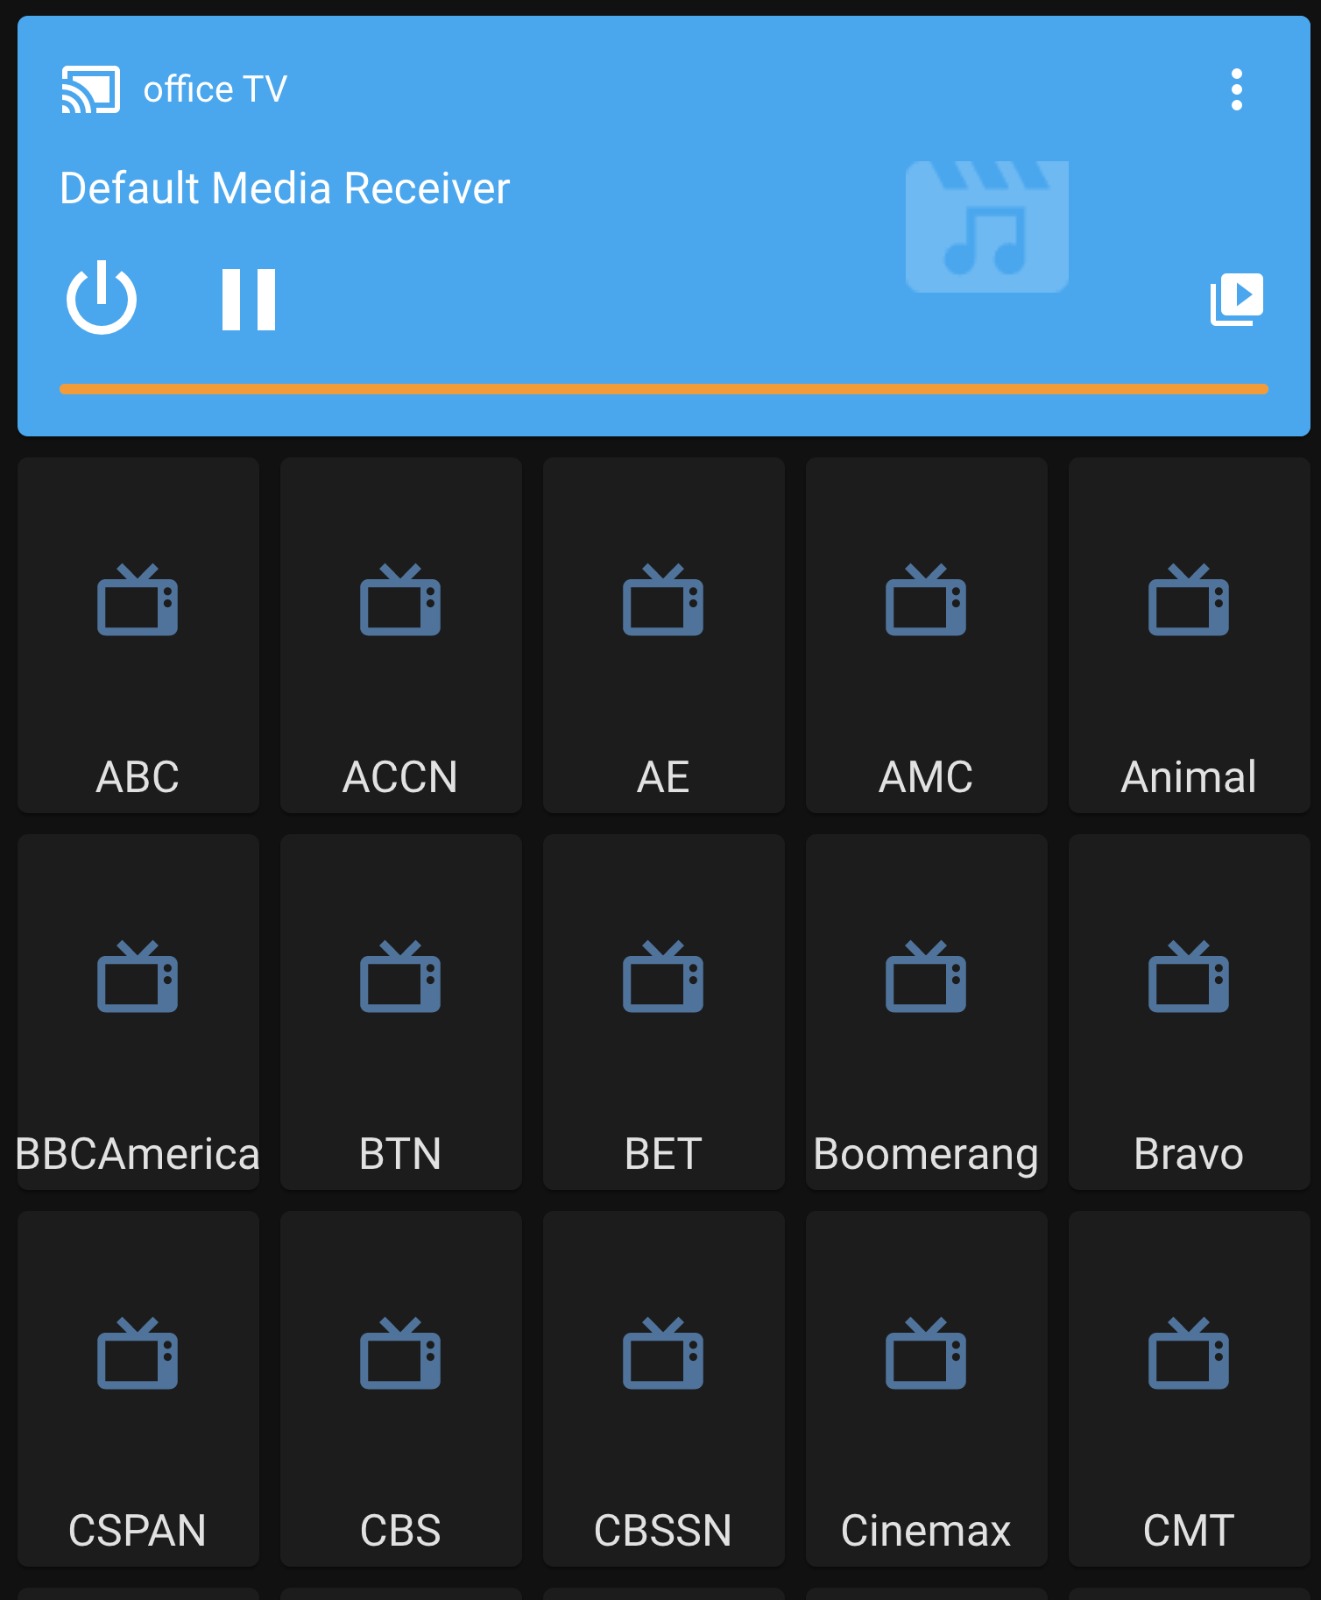 office TV
Default Media Receiver
ABC
ACCN
AE
AMC
Animal
BBCAmerica
BTN
BET
Boomerang
Bravo
CSPAN
CBS
CBSSN
Cinemax
CMT